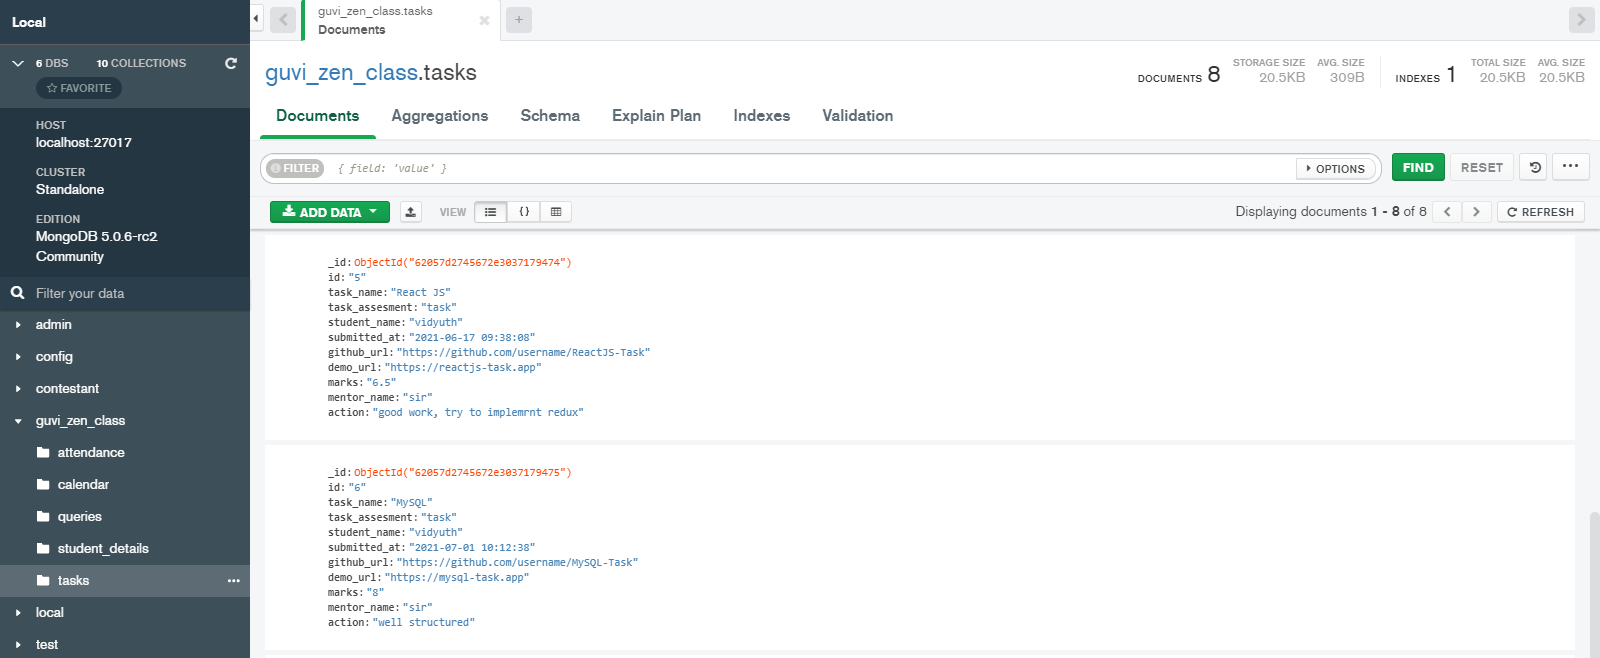 Local
6 DBS 10 COLLECTIONS
FAVORITE
HOST
localhost:27017
CLUSTER
Standalone
EDITION
MongoDB 5.0.6-rc2
Community
Filter your data
admin
config
contestant
guvi_zen_class
attendance
calendar
queries
student_details
tasks
local
test
guvi_zen_class.tasks
Documents
guvi_zen_class.tasks
DOCUMENTS 8 STORAGE SIZE 20.5KB AVG. SIZE 309B INDEXES 1 TOTAL SIZE 20.5KB AVG. SIZE 20.5KB
Documents Aggregations Schema Explain Plan Indexes Validation
FILTER { field: 'value' } OPTIONS FIND RESET
ADD DATA VIEW {} Displaying documents 1 - 8 of 8 REFRESH
_id: ObjectId("62057d2745672e3037179474")
id: "5"
task_name: "React JS"
task_assesment: "task"
student_name: "vidyuth"
submitted_at: "2021-06-17 09:38:08"
github_url: "https://github.com/username/ReactJS-Task"
demo_url: "https://reactjs-task.app"
marks: "6.5"
mentor_name: "sir"
action: "good work, try to implemrnt redux"
_id: ObjectId("62057d2745672e3037179475")
id: "6"
task_name: "MySQL"
task_assesment: "task"
student_name: "vidyuth"
submitted_at: "2021-07-01 10:12:38"
github_url: "https://github.com/username/MySQL-Task"
demo_url: "https://mysql-task.app"
marks: "8"
mentor_name: "sir"
action: "well structured"